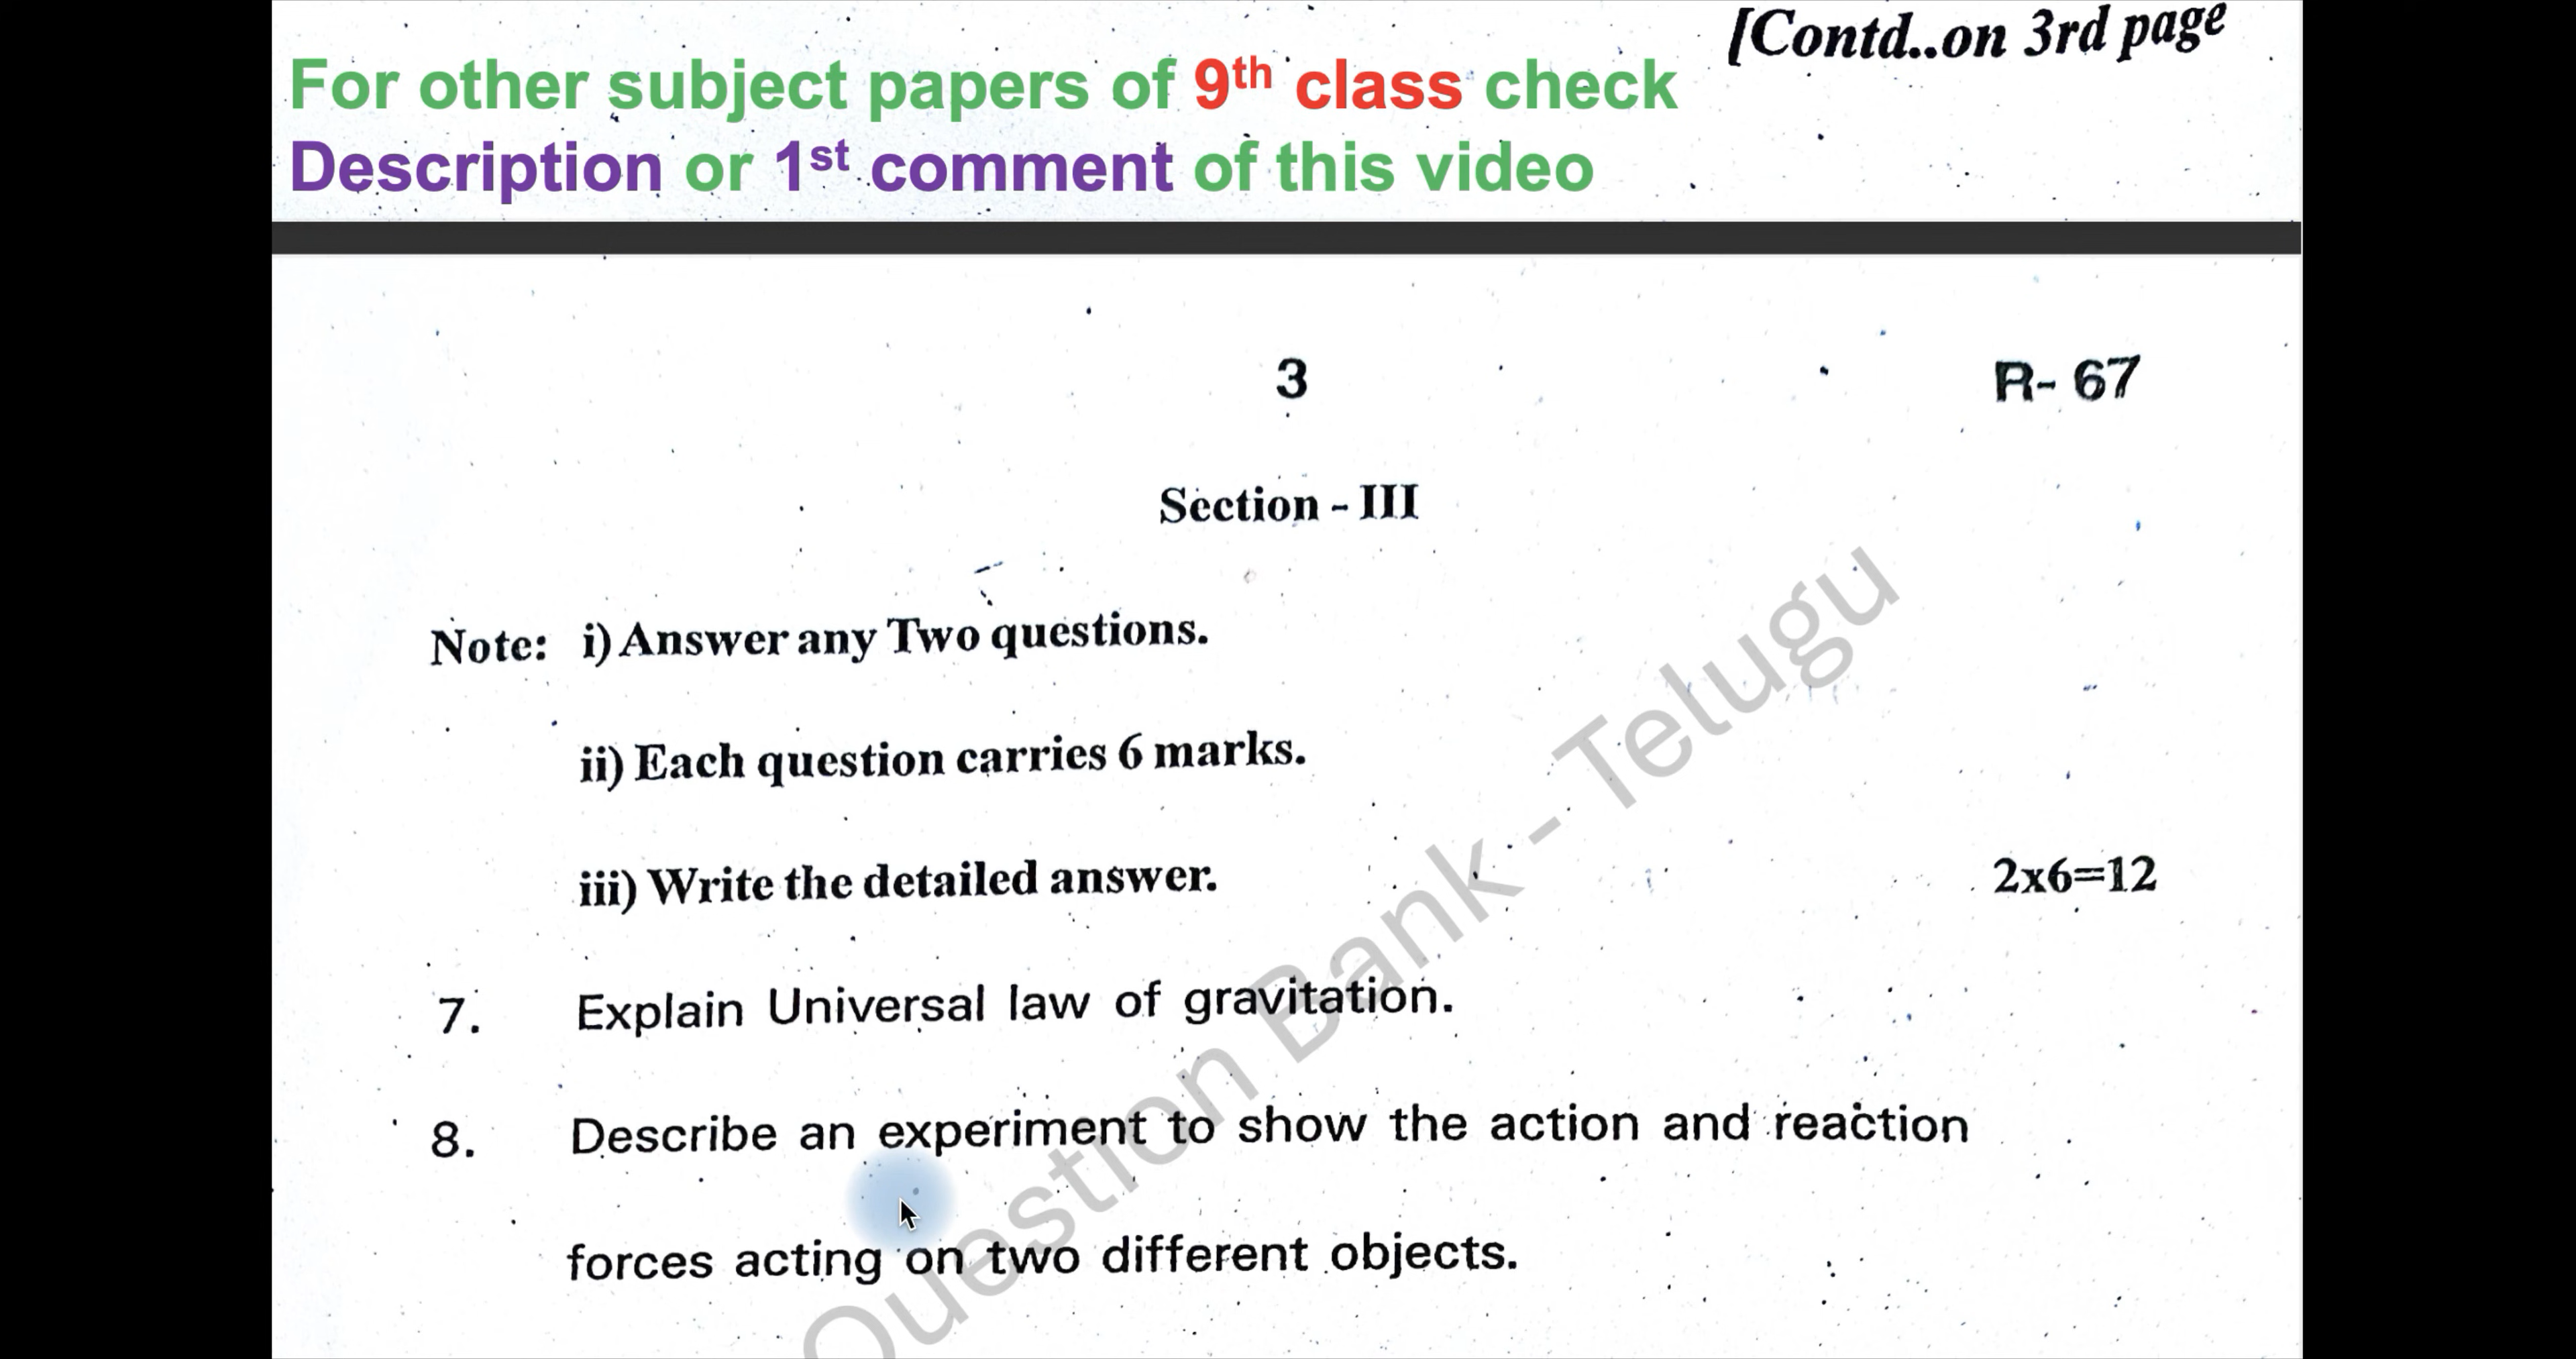 [Contd..on 3rd page
For other subject papers of 9th class check
Description or 1st comment of this video
3
R- 67
Section - III
Note: i) Answer any Two questions.
ii) Each question carries 6 marks.
iii) Write the detailed answer.
2x6=12
7. Explain Universal law of gravitation.
8. Describe an experiment to show the action and reaction
forces acting on two different objects.
Question Bank - Telugu